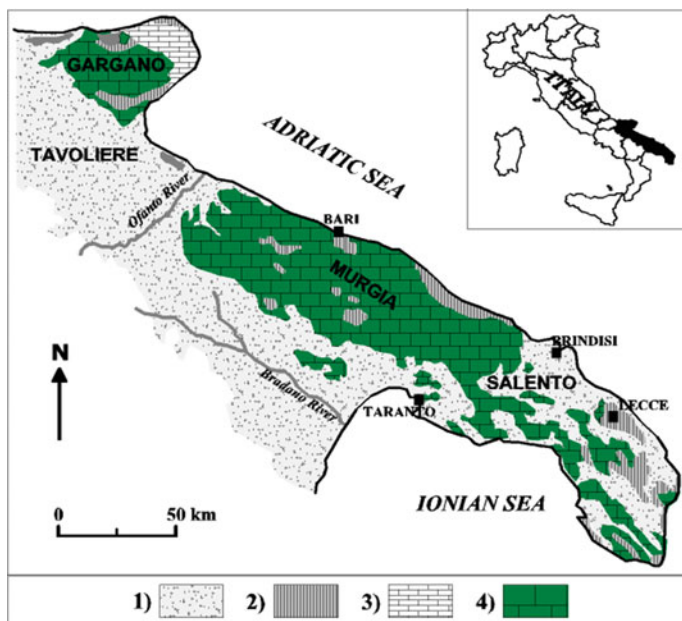 GARGANO
ITALY
ADRIATIC SEA
TAVOLIERE
Ofanto River
BARI
MURGIA
N
BRINDISI
SALENTO
Bradano River
TARANTO
LECCE
IONIAN SEA
0 50 km
1) 2) 3) 4)